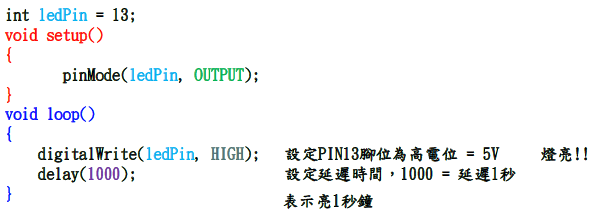 int ledPin = 13;
void setup()
{
pinMode(ledPin, OUTPUT);
}
void loop()
{
digitalWrite(ledPin, HIGH); 設定PIN13腳位為高電位 = 5V 燈亮!!
delay(1000); 設定延遲時間，1000 = 延遲1秒
} 表示亮1秒鐘